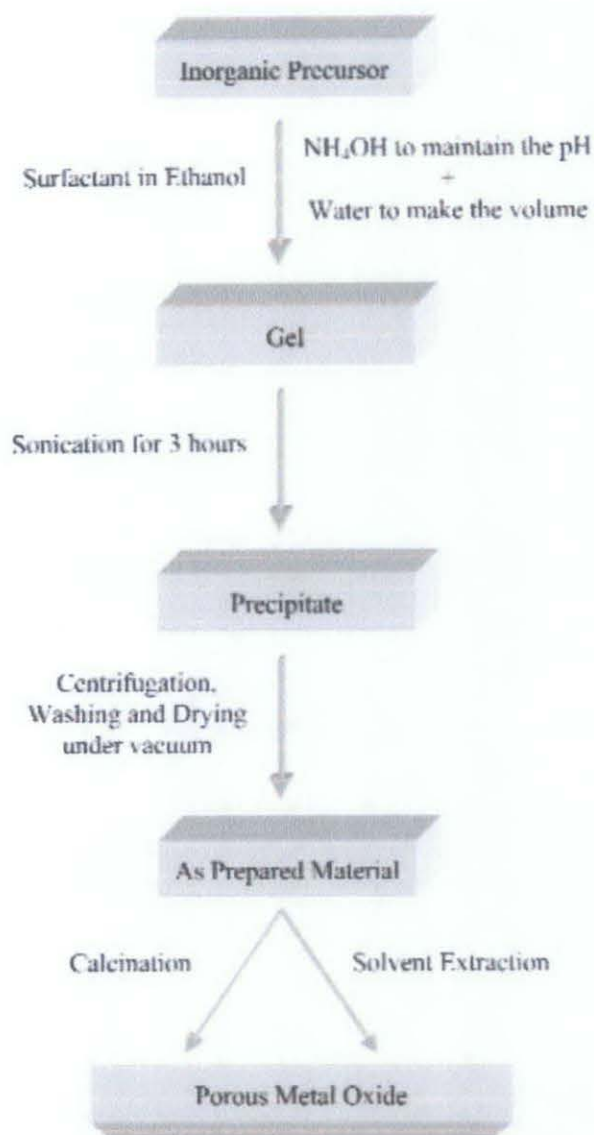 Inorganic Precursor
Surfactant in Ethanol
NH₄OH to maintain the pH
+
Water to make the volume
Gel
Sonication for 3 hours
Precipitate
Centrifugation,
Washing and Drying
under vacuum
As Prepared Material
Calcination
Solvent Extraction
Porous Metal Oxide